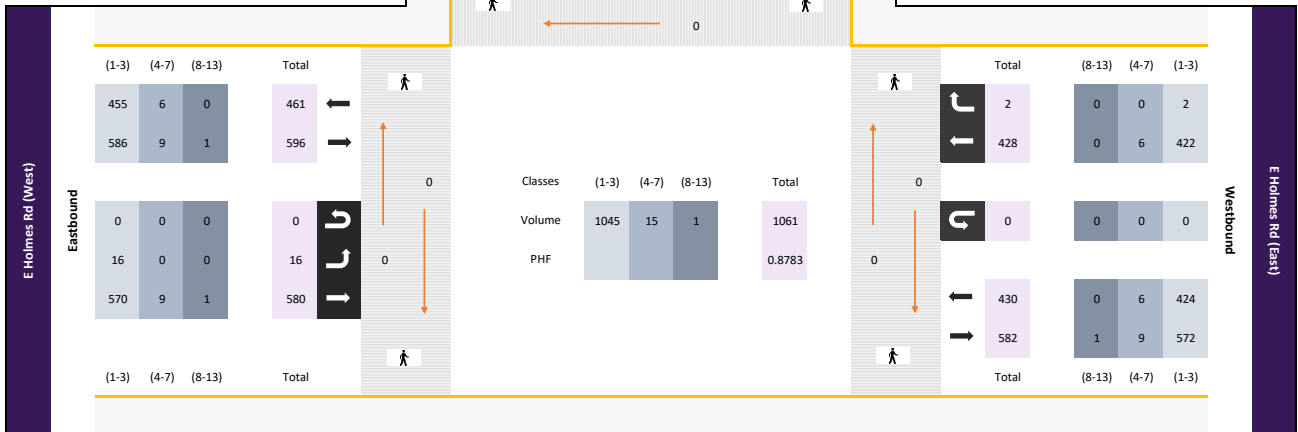 0
(1-3) (4-7) (8-13) Total
455 6 0 461
586 9 1 596
0 0 0 0
16 0 0 16
570 9 1 580
(1-3) (4-7) (8-13) Total
E Holmes Rd (West)
Eastbound
0
0
Classes (1-3) (4-7) (8-13) Total
Volume 1045 15 1 1061
PHF 0.8783
0
0
Total (8-13) (4-7) (1-3)
2 0 0 2
428 0 6 422
0 0 0 0
430 0 6 424
582 1 9 572
Total (8-13) (4-7) (1-3)
Westbound
E Holmes Rd (East)